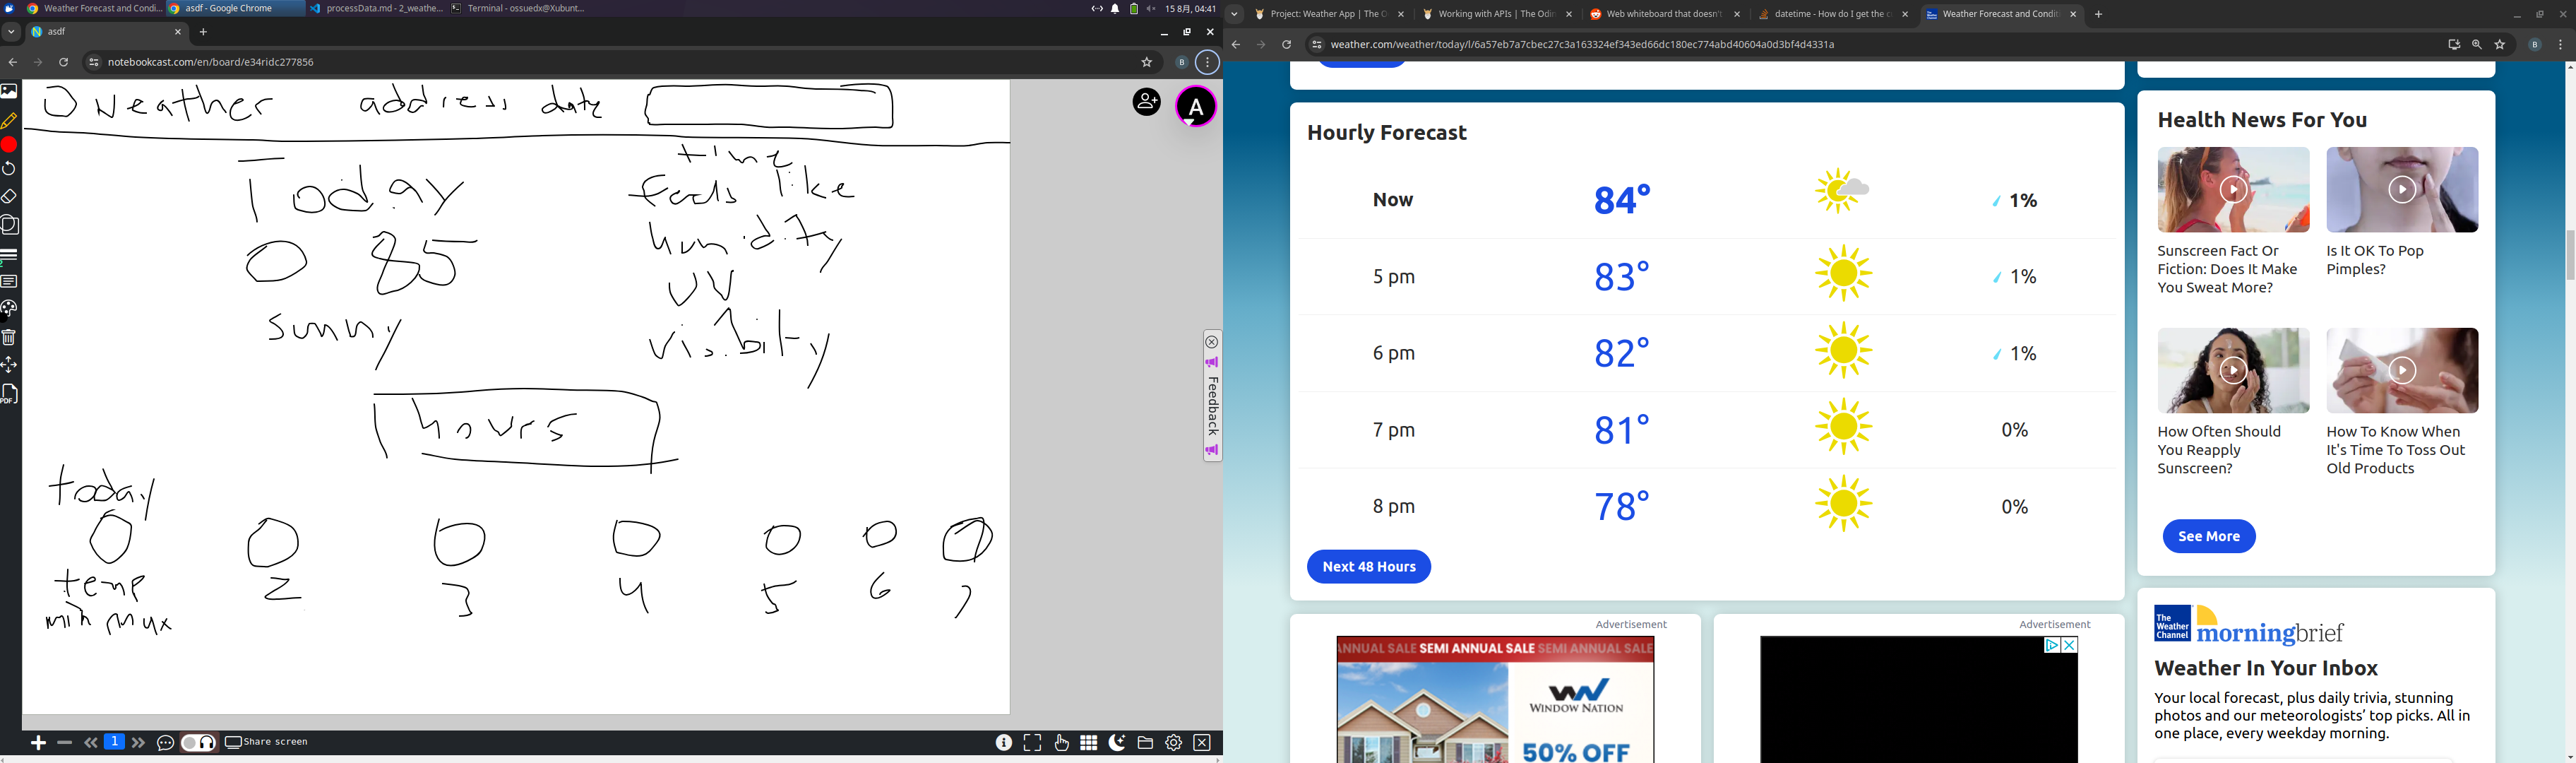 Weather Forecast and Condi...
asdf - Google Chrome
processData.md - 2_weathe...
Terminal - ossuedx@Xubunt...
15 8月, 04:41
asdf
notebookcast.com/en/board/e34ridc277856
B
weather address date
A
Today
time
feels like
humidity
O 85
UV
sunny
visibility
hours
Feedback
today
temp
2
3
4
5
6
7
min max
PDF
1
Share screen
Project: Weather App | The O
Working with APIs | The Odin
Web whiteboard that doesn't
datetime - How do I get the c
Weather Forecast and Conditi
weather.com/weather/today/l/6a57eb7a7cbec27c3a163324ef343ed66dc180ec774abd40604a0d3bf4d4331a
B
Hourly Forecast
Now 84° 1%
5 pm 83° 1%
6 pm 82° 1%
7 pm 81° 0%
8 pm 78° 0%
Next 48 Hours
Advertisement
ANNUAL SALE SEMI ANNUAL SALE SEMI ANNUAL SALE
WINDOW NATION
50% OFF
Advertisement
Health News For You
Sunscreen Fact Or
Fiction: Does It Make
You Sweat More?
Is It OK To Pop
Pimples?
How Often Should
You Reapply
Sunscreen?
How To Know When
It's Time To Toss Out
Old Products
See More
The
Weather
Channel
morningbrief
Weather In Your Inbox
Your local forecast, plus daily trivia, stunning
photos and our meteorologists' top picks. All in
one place, every weekday morning.